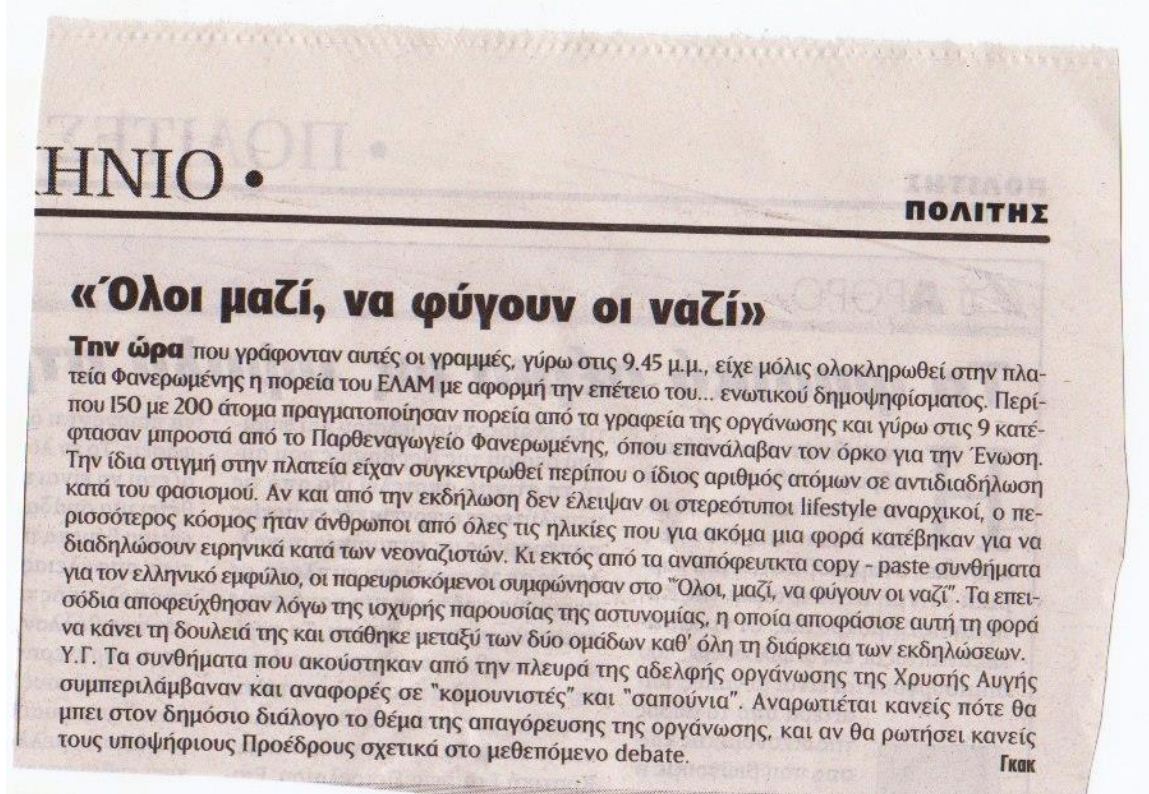 ΗΝΙΟ •
ΠΟΛΙΤΗΣ
«Όλοι μαζί, να φύγουν οι ναζί»
Την ώρα που γράφονταν αυτές οι γραμμές, γύρω στις 9.45 μ.μ., είχε μόλις ολοκληρωθεί στην πλα-
τεία Φανερωμένης η πορεία του ΕΛΑΜ με αφορμή την επέτειο του... ενωτικού δημοψηφίσματος. Περί-
που 150 με 200 άτομα πραγματοποίησαν πορεία από τα γραφεία της οργάνωσης και γύρω στις 9 κατέ-
φτασαν μπροστά από το Παρθεναγωγείο Φανερωμένης, όπου επανάλαβαν τον όρκο για την Ένωση.
Την ίδια στιγμή στην πλατεία είχαν συγκεντρωθεί περίπου ο ίδιος αριθμός ατόμων σε αντιδιαδήλωση
κατά του φασισμού. Αν και από την εκδήλωση δεν έλειψαν οι στερεότυποι lifestyle αναρχικοί, ο πε-
ρισσότερος κόσμος ήταν άνθρωποι από όλες τις ηλικίες που για ακόμα μια φορά κατέβηκαν για να
διαδηλώσουν ειρηνικά κατά των νεοναζιστών. Κι εκτός από τα αναπόφευτκτα copy - paste συνθήματα
για τον ελληνικό εμφύλιο, οι παρευρισκόμενοι συμφώνησαν στο "Όλοι, μαζί, να φύγουν οι ναζί". Τα επει-
σόδια αποφεύχθησαν λόγω της ισχυρής παρουσίας της αστυνομίας, η οποία αποφάσισε αυτή τη φορά
να κάνει τη δουλειά της και στάθηκε μεταξύ των δύο ομάδων καθ' όλη τη διάρκεια των εκδηλώσεων.
Υ.Γ. Τα συνθήματα που ακούστηκαν από την πλευρά της αδελφής οργάνωσης της Χρυσής Αυγής
συμπεριλάμβαναν και αναφορές σε "κομουνιστές" και "σαπούνια". Αναρωτιέται κανείς πότε θα
μπει στον δημόσιο διάλογο το θέμα της απαγόρευσης της οργάνωσης, και αν θα ρωτήσει κανείς
τους υποψήφιους Προέδρους σχετικά στο μεθεπόμενο debate. Γκακ